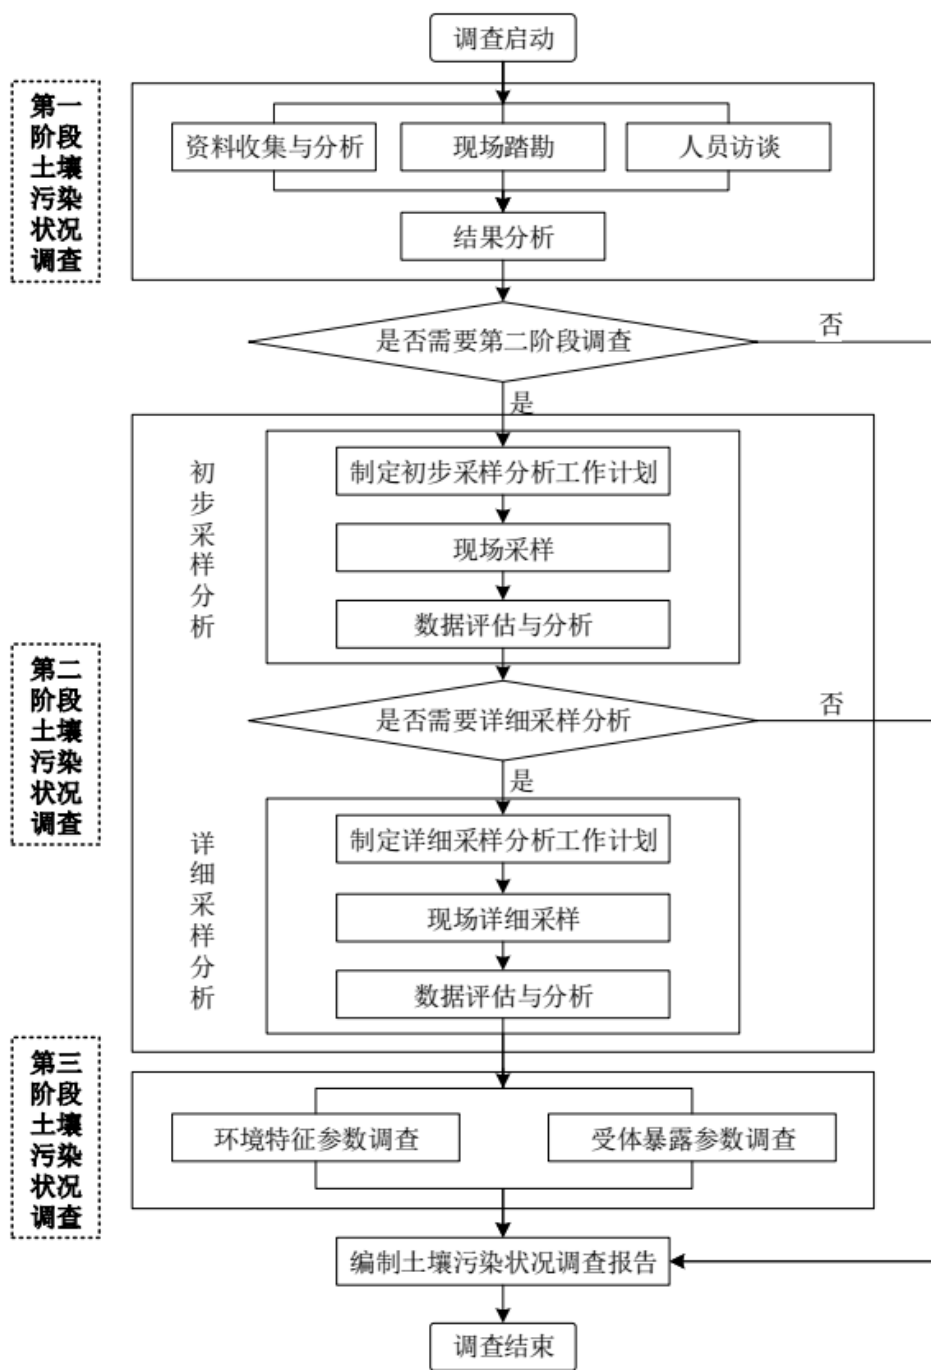 调查启动
第一
阶段
土壤
污染
状况
调查
资料收集与分析
现场踏勘
人员访谈
结果分析
是否需要第二阶段调查
否
是
第二
阶段
土壤
污染
状况
调查
初
步
采
样
分
析
制定初步采样分析工作计划
现场采样
数据评估与分析
是否需要详细采样分析
否
是
详
细
采
样
分
析
制定详细采样分析工作计划
现场详细采样
数据评估与分析
第三
阶段
土壤
污染
状况
调查
环境特征参数调查
受体暴露参数调查
编制土壤污染状况调查报告
调查结束